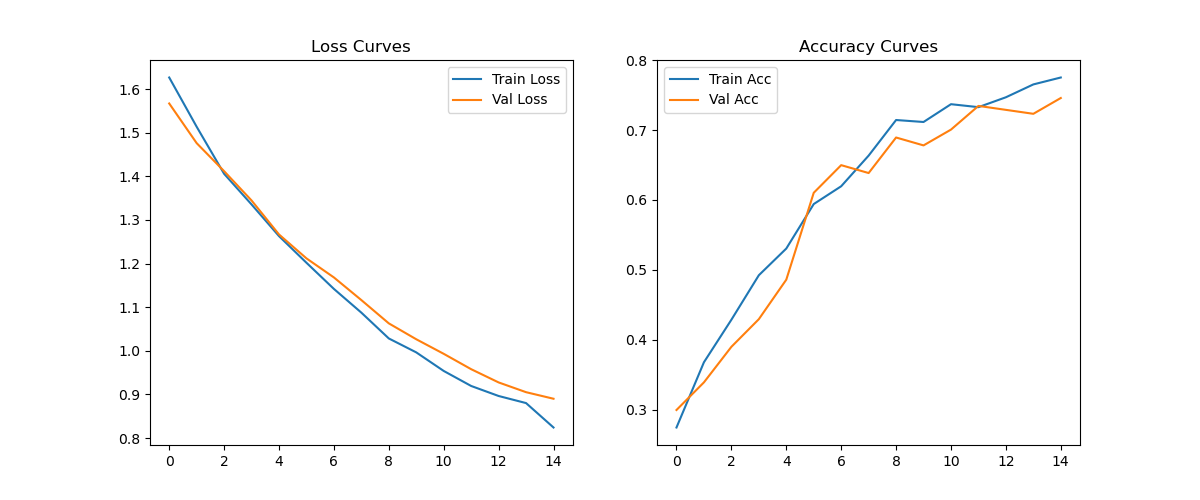 Loss Curves
Train Loss
Val Loss
1.6
1.5
1.4
1.3
1.2
1.1
1.0
0.9
0.8
0 2 4 6 8 10 12 14
Accuracy Curves
Train Acc
Val Acc
0.8
0.7
0.6
0.5
0.4
0.3
0 2 4 6 8 10 12 14